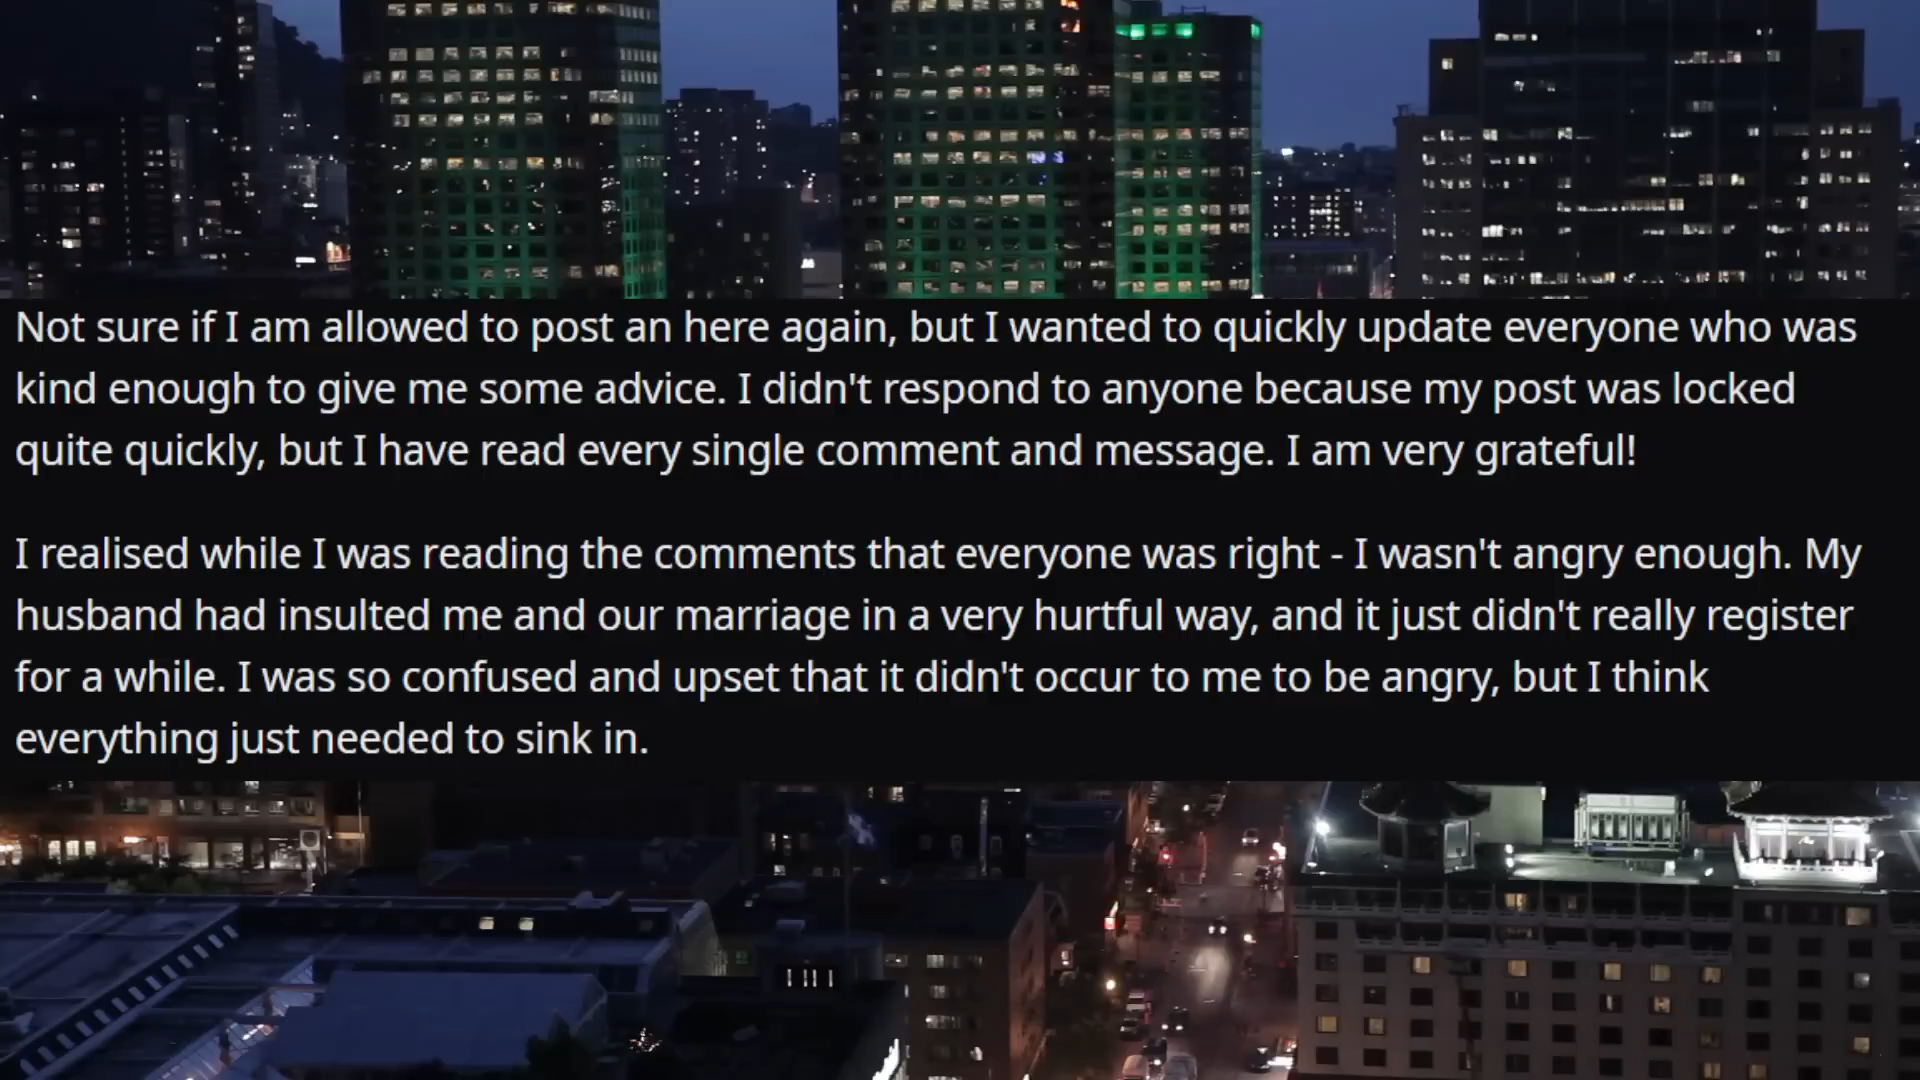 Not sure if I am allowed to post an here again, but I wanted to quickly update everyone who was
kind enough to give me some advice. I didn't respond to anyone because my post was locked
quite quickly, but I have read every single comment and message. I am very grateful!
I realised while I was reading the comments that everyone was right - I wasn't angry enough. My
husband had insulted me and our marriage in a very hurtful way, and it just didn't really register
for a while. I was so confused and upset that it didn't occur to me to be angry, but I think
everything just needed to sink in.